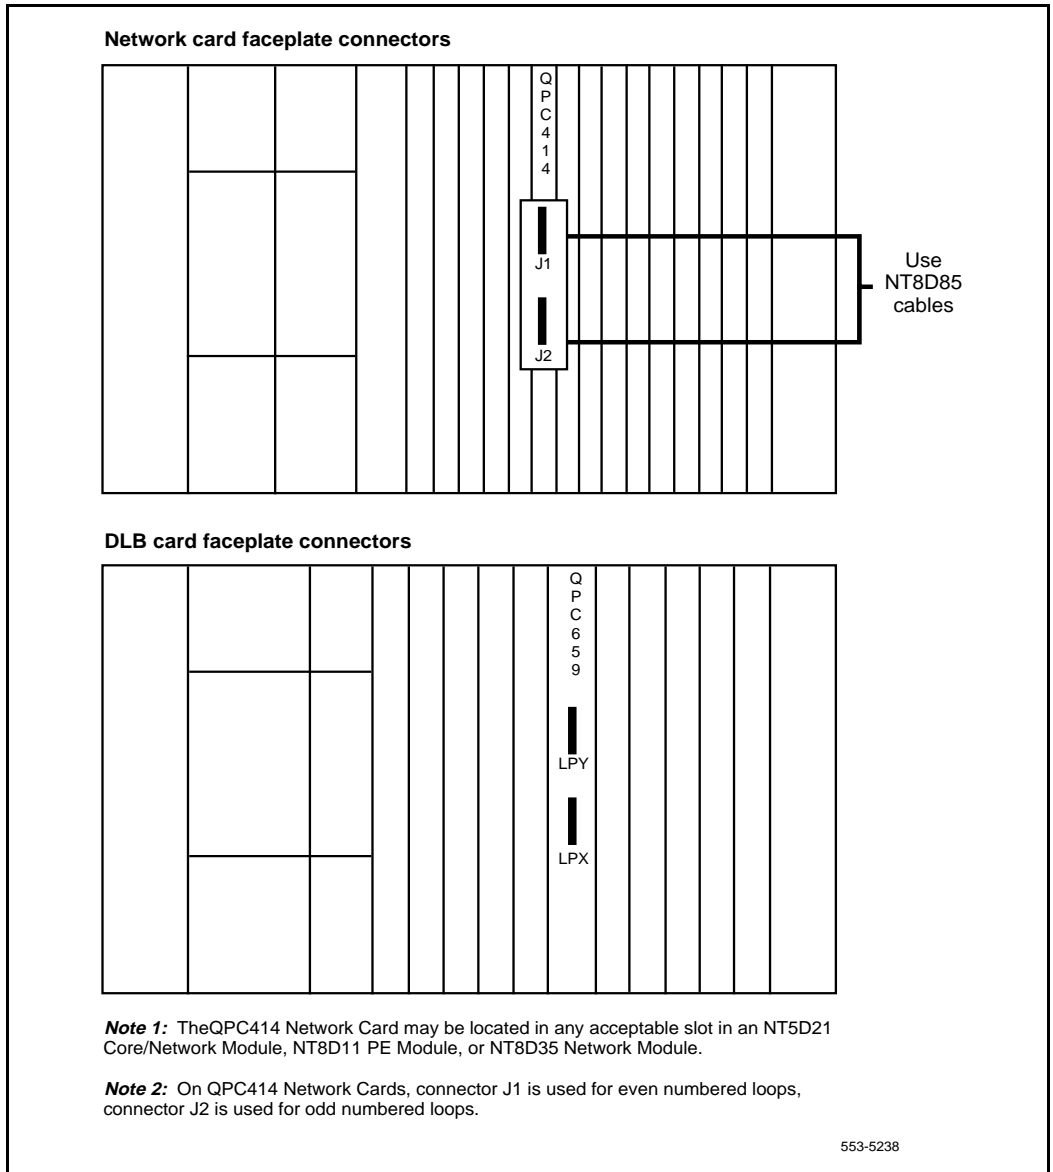 Network card faceplate connectors
Q
P
C
4
1
4
J1
J2
Use
NT8D85
cables
DLB card faceplate connectors
Q
P
C
6
5
9
LPY
LPX
Note 1: TheQPC414 Network Card may be located in any acceptable slot in an NT5D21
Core/Network Module, NT8D11 PE Module, or NT8D35 Network Module.
Note 2: On QPC414 Network Cards, connector J1 is used for even numbered loops,
connector J2 is used for odd numbered loops.
553-5238